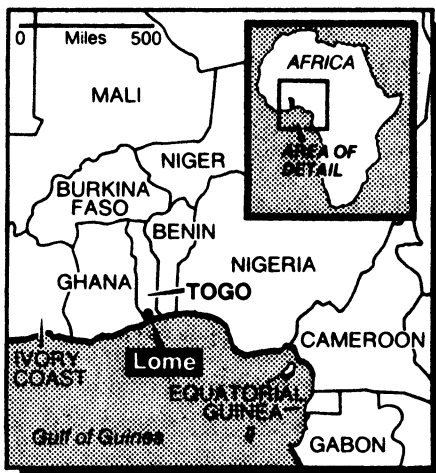 0 Miles 500
AFRICA
AREA OF
DETAIL
MALI
NIGER
BURKINA
FASO
BENIN
GHANA
NIGERIA
TOGO
IVORY
COAST
Lome
CAMEROON
EQUATORIAL
GUINEA
Gulf of Guinea
GABON